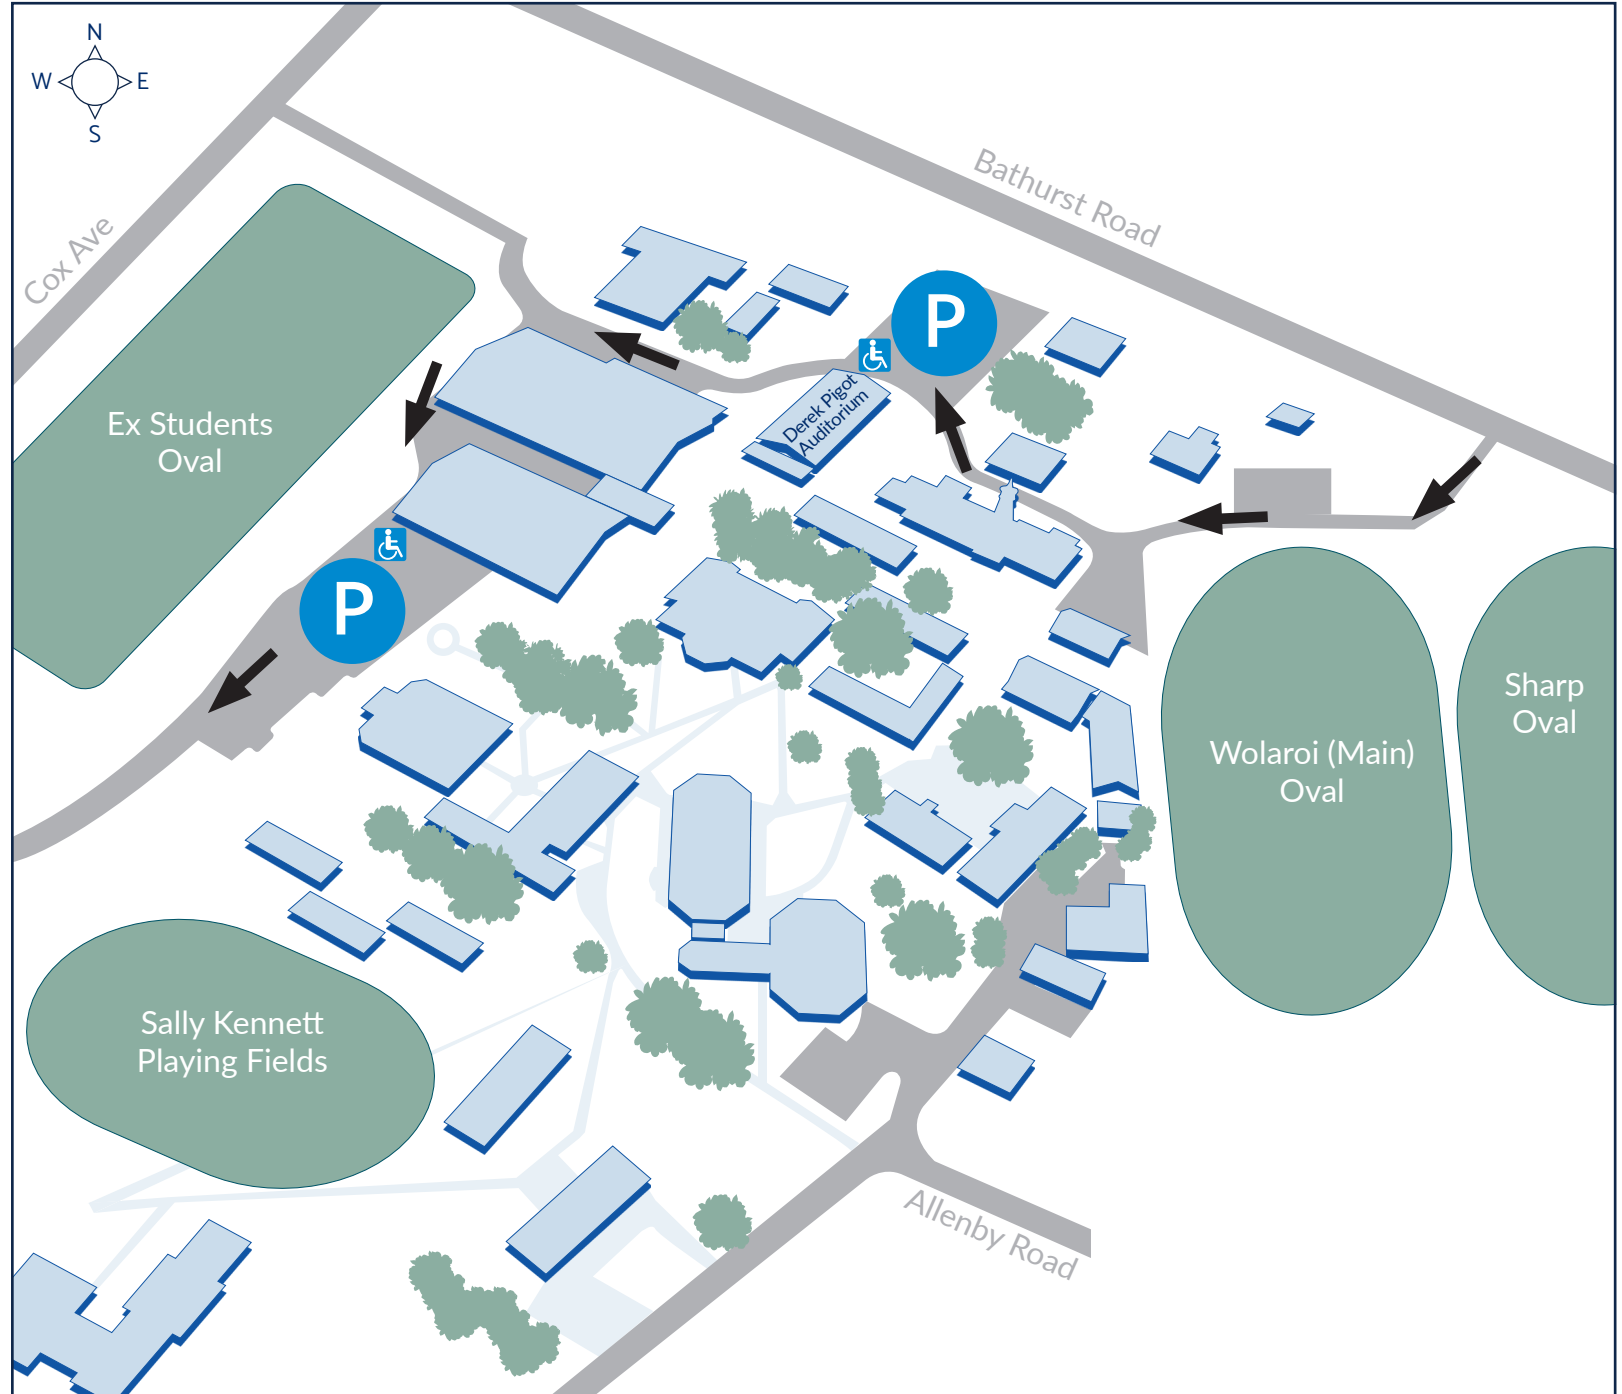 N
W
E
S
Bathurst Road
Cox Ave
P
Derek Pigot
Auditorium
Ex Students
Oval
P
Sharp
Oval
Wolaroi (Main)
Oval
Sally Kennett
Playing Fields
Allenby Road